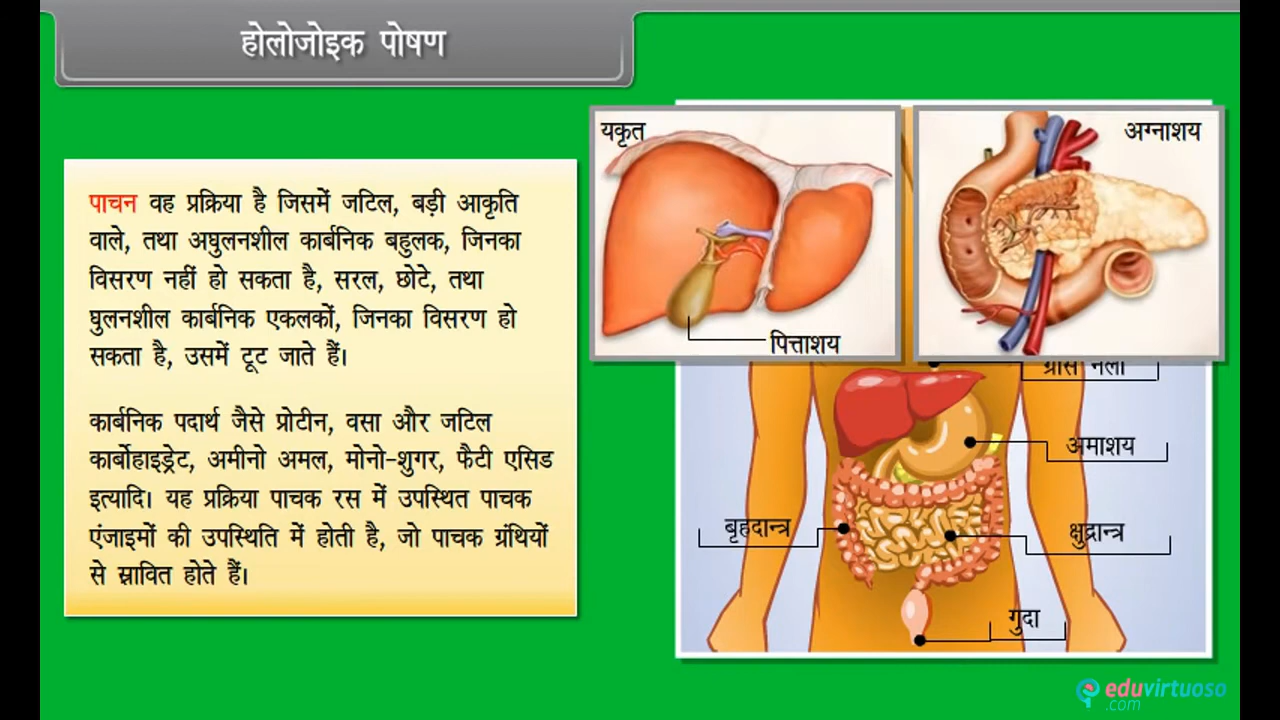 होलोजोइक पोषण
पाचन वह प्रक्रिया है जिसमें जटिल, बड़ी आकृति
वाले, तथा अघुलनशील कार्बनिक बहुलक, जिनका
विसरण नहीं हो सकता है, सरल, छोटे, तथा
घुलनशील कार्बनिक एकलकों, जिनका विसरण हो
सकता है, उसमें टूट जाते हैं।
कार्बनिक पदार्थ जैसे प्रोटीन, वसा और जटिल
कार्बोहाइड्रेट, अमीनो अमल, मोनो-शुगर, फैटी एसिड
इत्यादि। यह प्रक्रिया पाचक रस में उपस्थित पाचक
एंजाइमों की उपस्थिति में होती है, जो पाचक ग्रंथियों
से स्रावित होते हैं।
यकृत
पित्ताशय
अग्नाशय
ग्रास नली
अमाशय
बृहदान्त्र
क्षुद्रान्त्र
गुदा
eduvirtuoso
.com